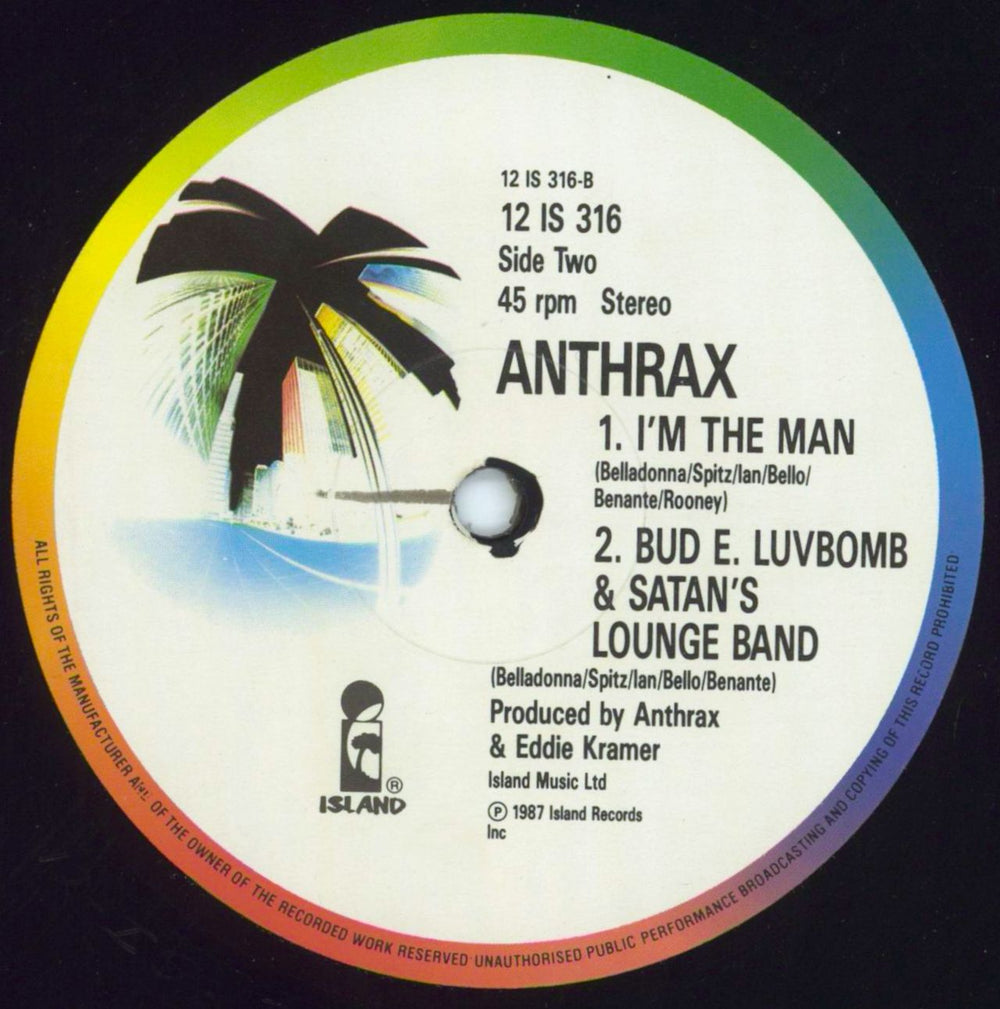 12 IS 316-B
12 IS 316
Side Two
45 rpm Stereo
ANTHRAX
1. I'M THE MAN
(Belladonna/Spitz/Ian/Bello/
Benante/Rooney)
2. BUD E. LUVBOMB
& SATAN'S
LOUNGE BAND
(Belladonna/Spitz/Ian/Bello/Benante)
Produced by Anthrax
& Eddie Kramer
Island Music Ltd
℗ 1987 Island Records
Inc
®
ISLAND
ALL RIGHTS OF THE MANUFACTURER OF THE OWNER OF THE RECORDED WORK RESERVED UNAUTHORISED PUBLIC PERFORMANCE BROADCASTING AND COPYING OF THIS RECORD PROHIBITED